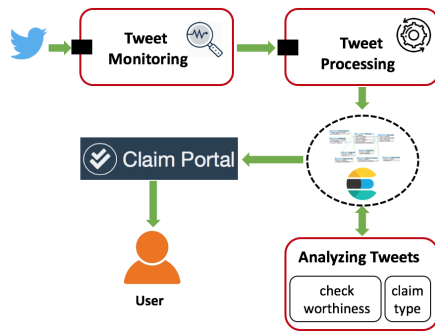 Tweet
Monitoring
Tweet
Processing
Claim Portal
User
Analyzing Tweets
check
worthiness
claim
type